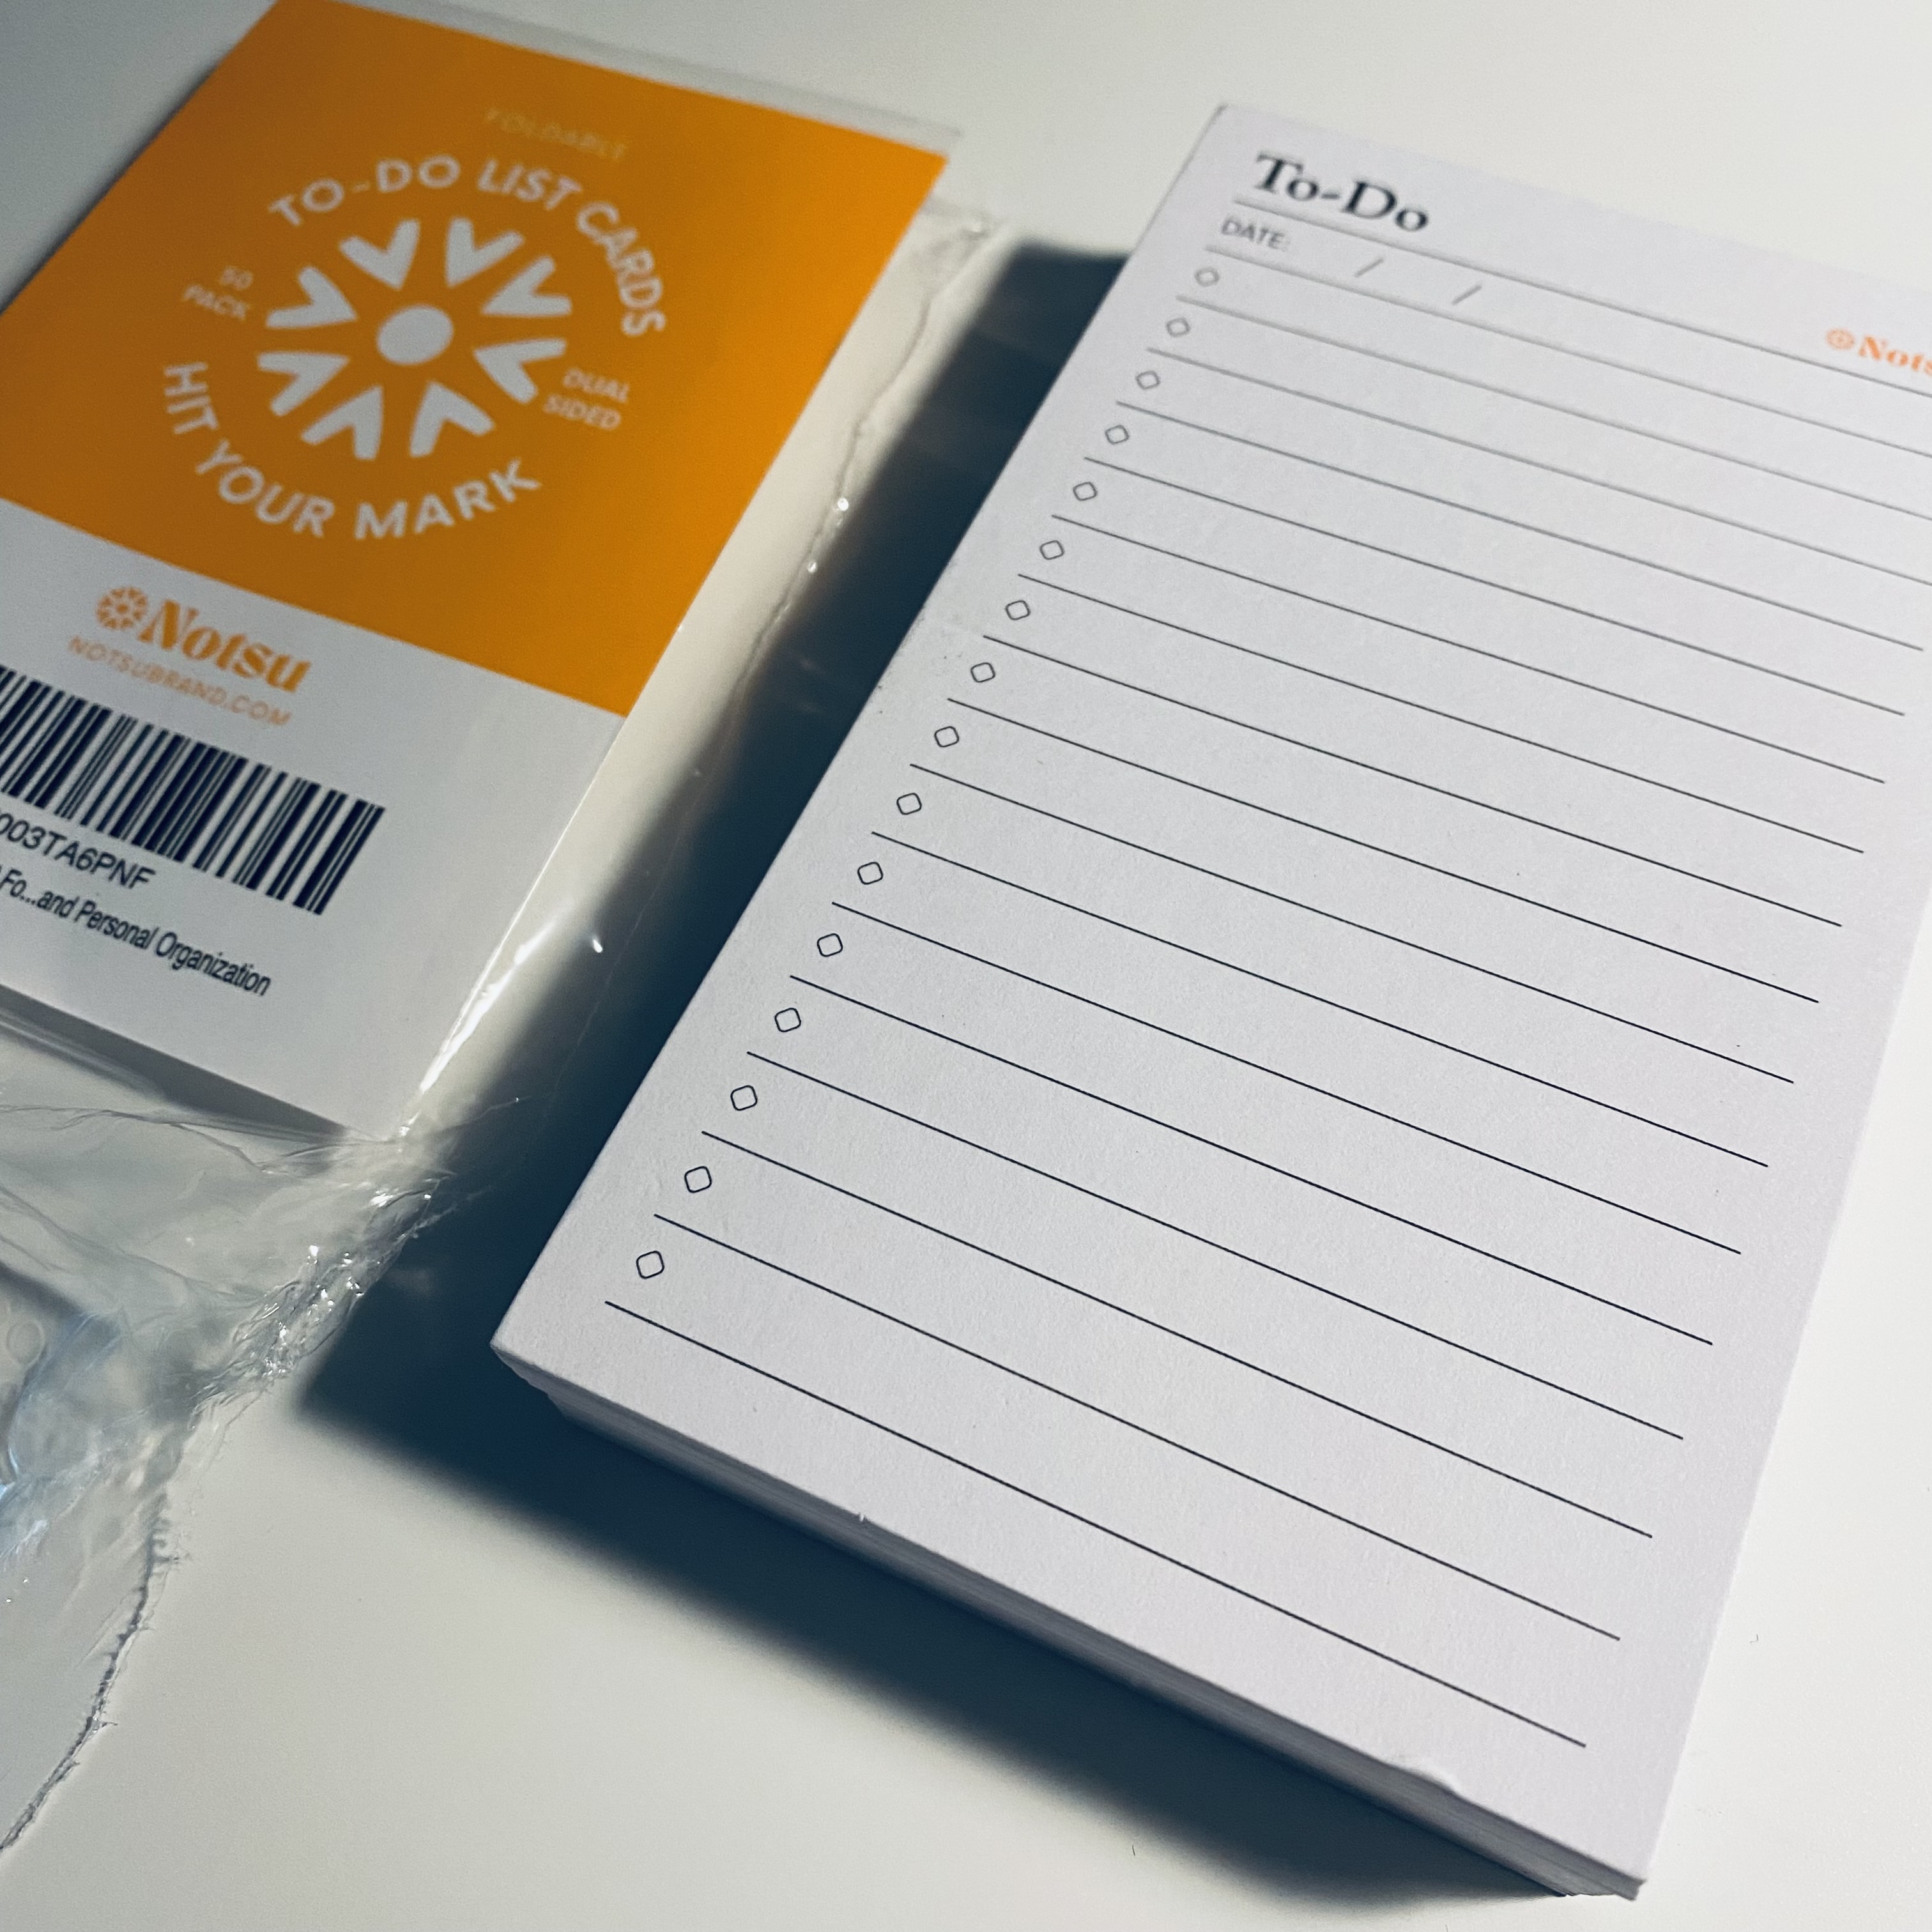 FOLDABLE
TO-DO LIST CARDS
50
PACK
DUAL
SIDED
HIT YOUR MARK
Notsu
NOTSUBRAND.COM
003TA6PNF
Fo...and Personal Organization
To-Do
DATE: / /
Nots